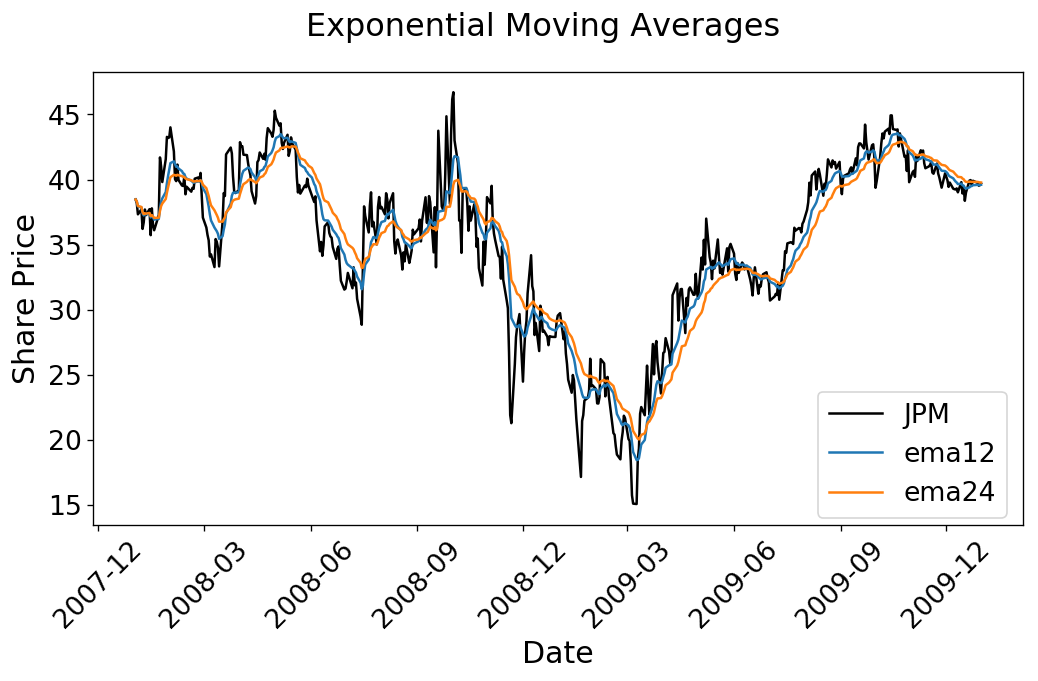 Exponential Moving Averages
Share Price
45
40
35
30
25
20
15
JPM
ema12
ema24
2007-12
2008-03
2008-06
2008-09
2008-12
2009-03
2009-06
2009-09
2009-12
Date